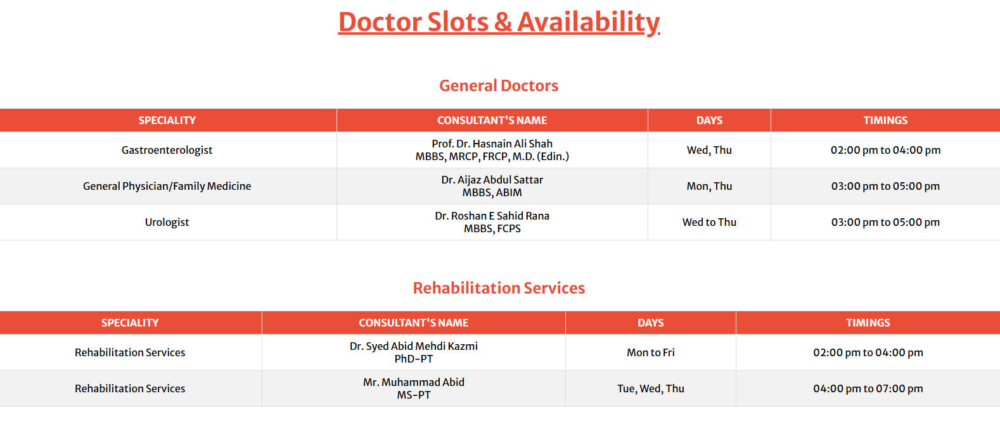 Doctor Slots & Availability
General Doctors
SPECIALITY CONSULTANT'S NAME DAYS TIMINGS
Gastroenterologist Prof. Dr. Hasnain Ali Shah Wed, Thu 02:00 pm to 04:00 pm
MBBS, MRCP, FRCP, M.D. (Edin.)
General Physician/Family Medicine Dr. Aijaz Abdul Sattar Mon, Thu 03:00 pm to 05:00 pm
MBBS, ABIM
Urologist Dr. Roshan E Sahid Rana Wed to Thu 03:00 pm to 05:00 pm
MBBS, FCPS
Rehabilitation Services
SPECIALITY CONSULTANT'S NAME DAYS TIMINGS
Rehabilitation Services Dr. Syed Abid Mehdi Kazmi Mon to Fri 02:00 pm to 04:00 pm
PhD-PT
Rehabilitation Services Mr. Muhammad Abid Tue, Wed, Thu 04:00 pm to 07:00 pm
MS-PT